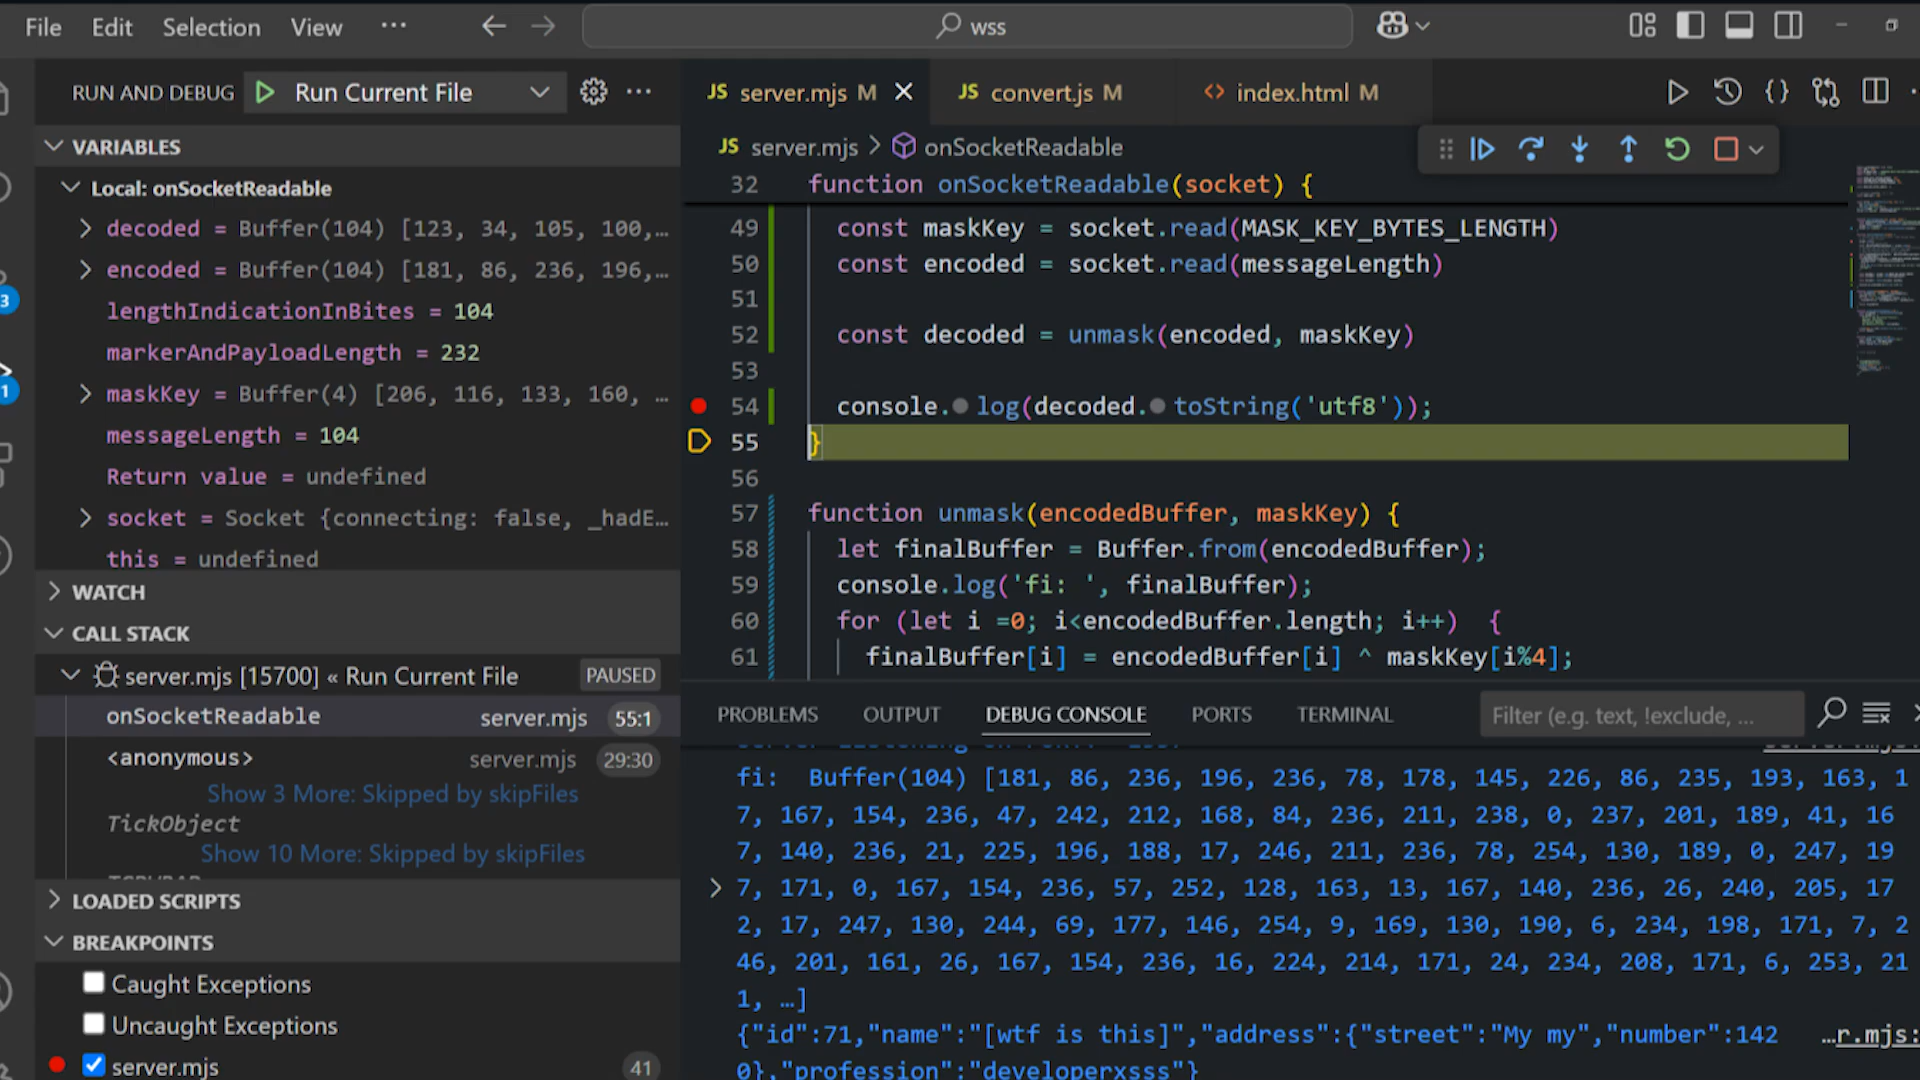 File Edit Selection View ··· wss
RUN AND DEBUG Run Current File ···
JS server.mjs M JS convert.js M <> index.html M
VARIABLES
JS server.mjs > onSocketReadable
Local: onSocketReadable
decoded = Buffer(104) [123, 34, 105, 100,…
encoded = Buffer(104) [181, 86, 236, 196,…
lengthIndicationInBites = 104
markerAndPayloadLength = 232
maskKey = Buffer(4) [206, 116, 133, 160, …
messageLength = 104
Return value = undefined
socket = Socket {connecting: false, _hadE…
this = undefined
WATCH
CALL STACK
server.mjs [15700] « Run Current File PAUSED
onSocketReadable server.mjs 55:1
<anonymous> server.mjs 29:30
Show 3 More: Skipped by skipFiles
TickObject
Show 10 More: Skipped by skipFiles
LOADED SCRIPTS
BREAKPOINTS
Caught Exceptions
Uncaught Exceptions
server.mjs 41
3
1
32 function onSocketReadable(socket) {
49 const maskKey = socket.read(MASK_KEY_BYTES_LENGTH)
50 const encoded = socket.read(messageLength)
51
52 const decoded = unmask(encoded, maskKey)
53
54 console.log(decoded.toString('utf8'));
55 }
56
57 function unmask(encodedBuffer, maskKey) {
58 let finalBuffer = Buffer.from(encodedBuffer);
59 console.log('fi: ', finalBuffer);
60 for (let i =0; i<encodedBuffer.length; i++) {
61 finalBuffer[i] = encodedBuffer[i] ^ maskKey[i%4];
PROBLEMS OUTPUT DEBUG CONSOLE PORTS TERMINAL Filter (e.g. text, !exclude, ...
fi: Buffer(104) [181, 86, 236, 196, 236, 78, 178, 145, 226, 86, 235, 193, 163, 1
7, 167, 154, 236, 47, 242, 212, 168, 84, 236, 211, 238, 0, 237, 201, 189, 41, 16
7, 140, 236, 21, 225, 196, 188, 17, 246, 211, 236, 78, 254, 130, 189, 0, 247, 19
7, 171, 0, 167, 154, 236, 57, 252, 128, 163, 13, 167, 140, 236, 26, 240, 205, 17
2, 17, 247, 130, 244, 69, 177, 146, 254, 9, 169, 130, 190, 6, 234, 198, 171, 7, 2
46, 201, 161, 26, 167, 154, 236, 16, 224, 214, 171, 24, 234, 208, 171, 6, 253, 21
1, …]
{"id":71,"name":"[wtf is this]","address":{"street":"My my","number":142 …r.mjs:
0},"profession":"developerxsss"}